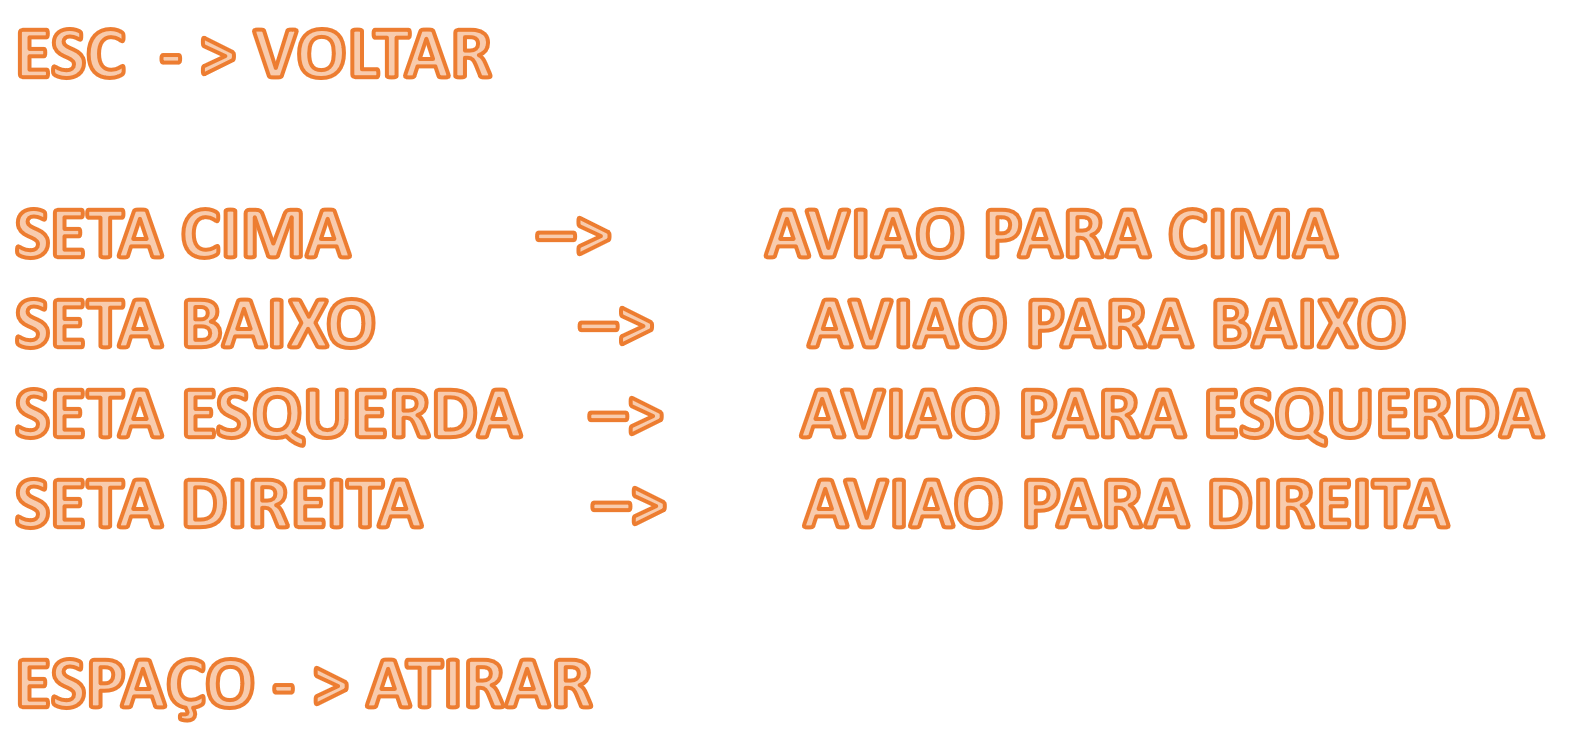 ESC - > VOLTAR
SETA CIMA –> AVIAO PARA CIMA
SETA BAIXO –> AVIAO PARA BAIXO
SETA ESQUERDA –> AVIAO PARA ESQUERDA
SETA DIREITA –> AVIAO PARA DIREITA
ESPAÇO - > ATIRAR